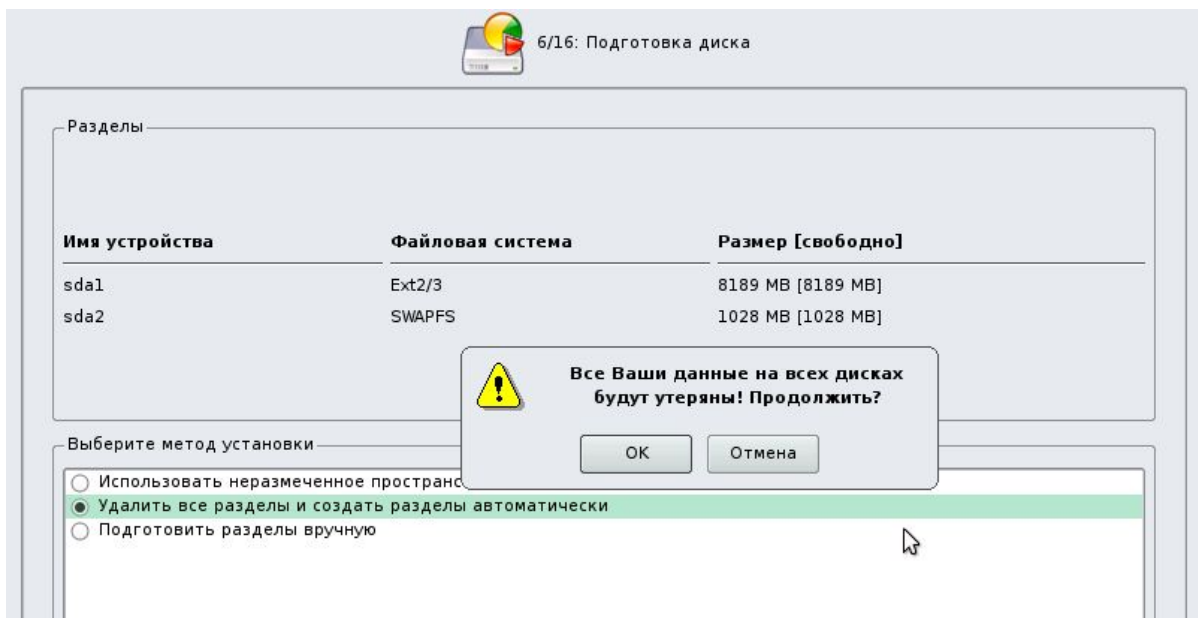 6/16: Подготовка диска
Разделы
Имя устройства Файловая система Размер [свободно]
sda1 Ext2/3 8189 MB [8189 MB]
sda2 SWAPFS 1028 MB [1028 MB]
Все Ваши данные на всех дисках
будут утеряны! Продолжить?
OK Отмена
Выберите метод установки
Использовать неразмеченное
Удалить все разделы и создать разделы автоматически
Подготовить разделы вручную